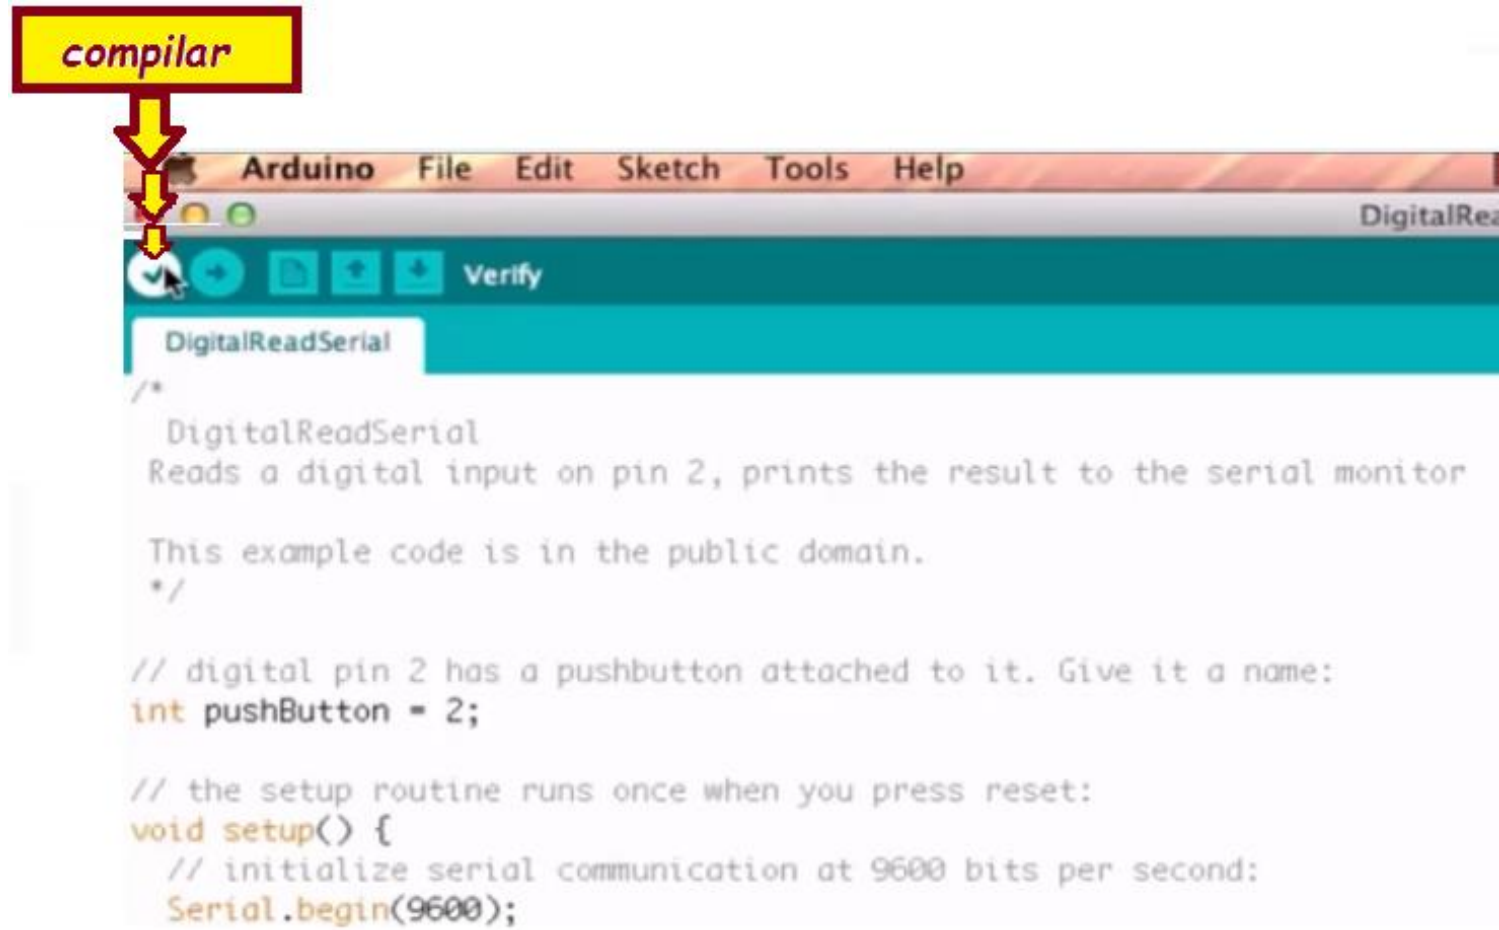 compilar
Arduino File Edit Sketch Tools Help
DigitalRea
Verify
DigitalReadSerial
/*
DigitalReadSerial
Reads a digital input on pin 2, prints the result to the serial monitor
This example code is in the public domain.
*/
// digital pin 2 has a pushbutton attached to it. Give it a name:
int pushButton = 2;
// the setup routine runs once when you press reset:
void setup() {
// initialize serial communication at 9600 bits per second:
Serial.begin(9600);